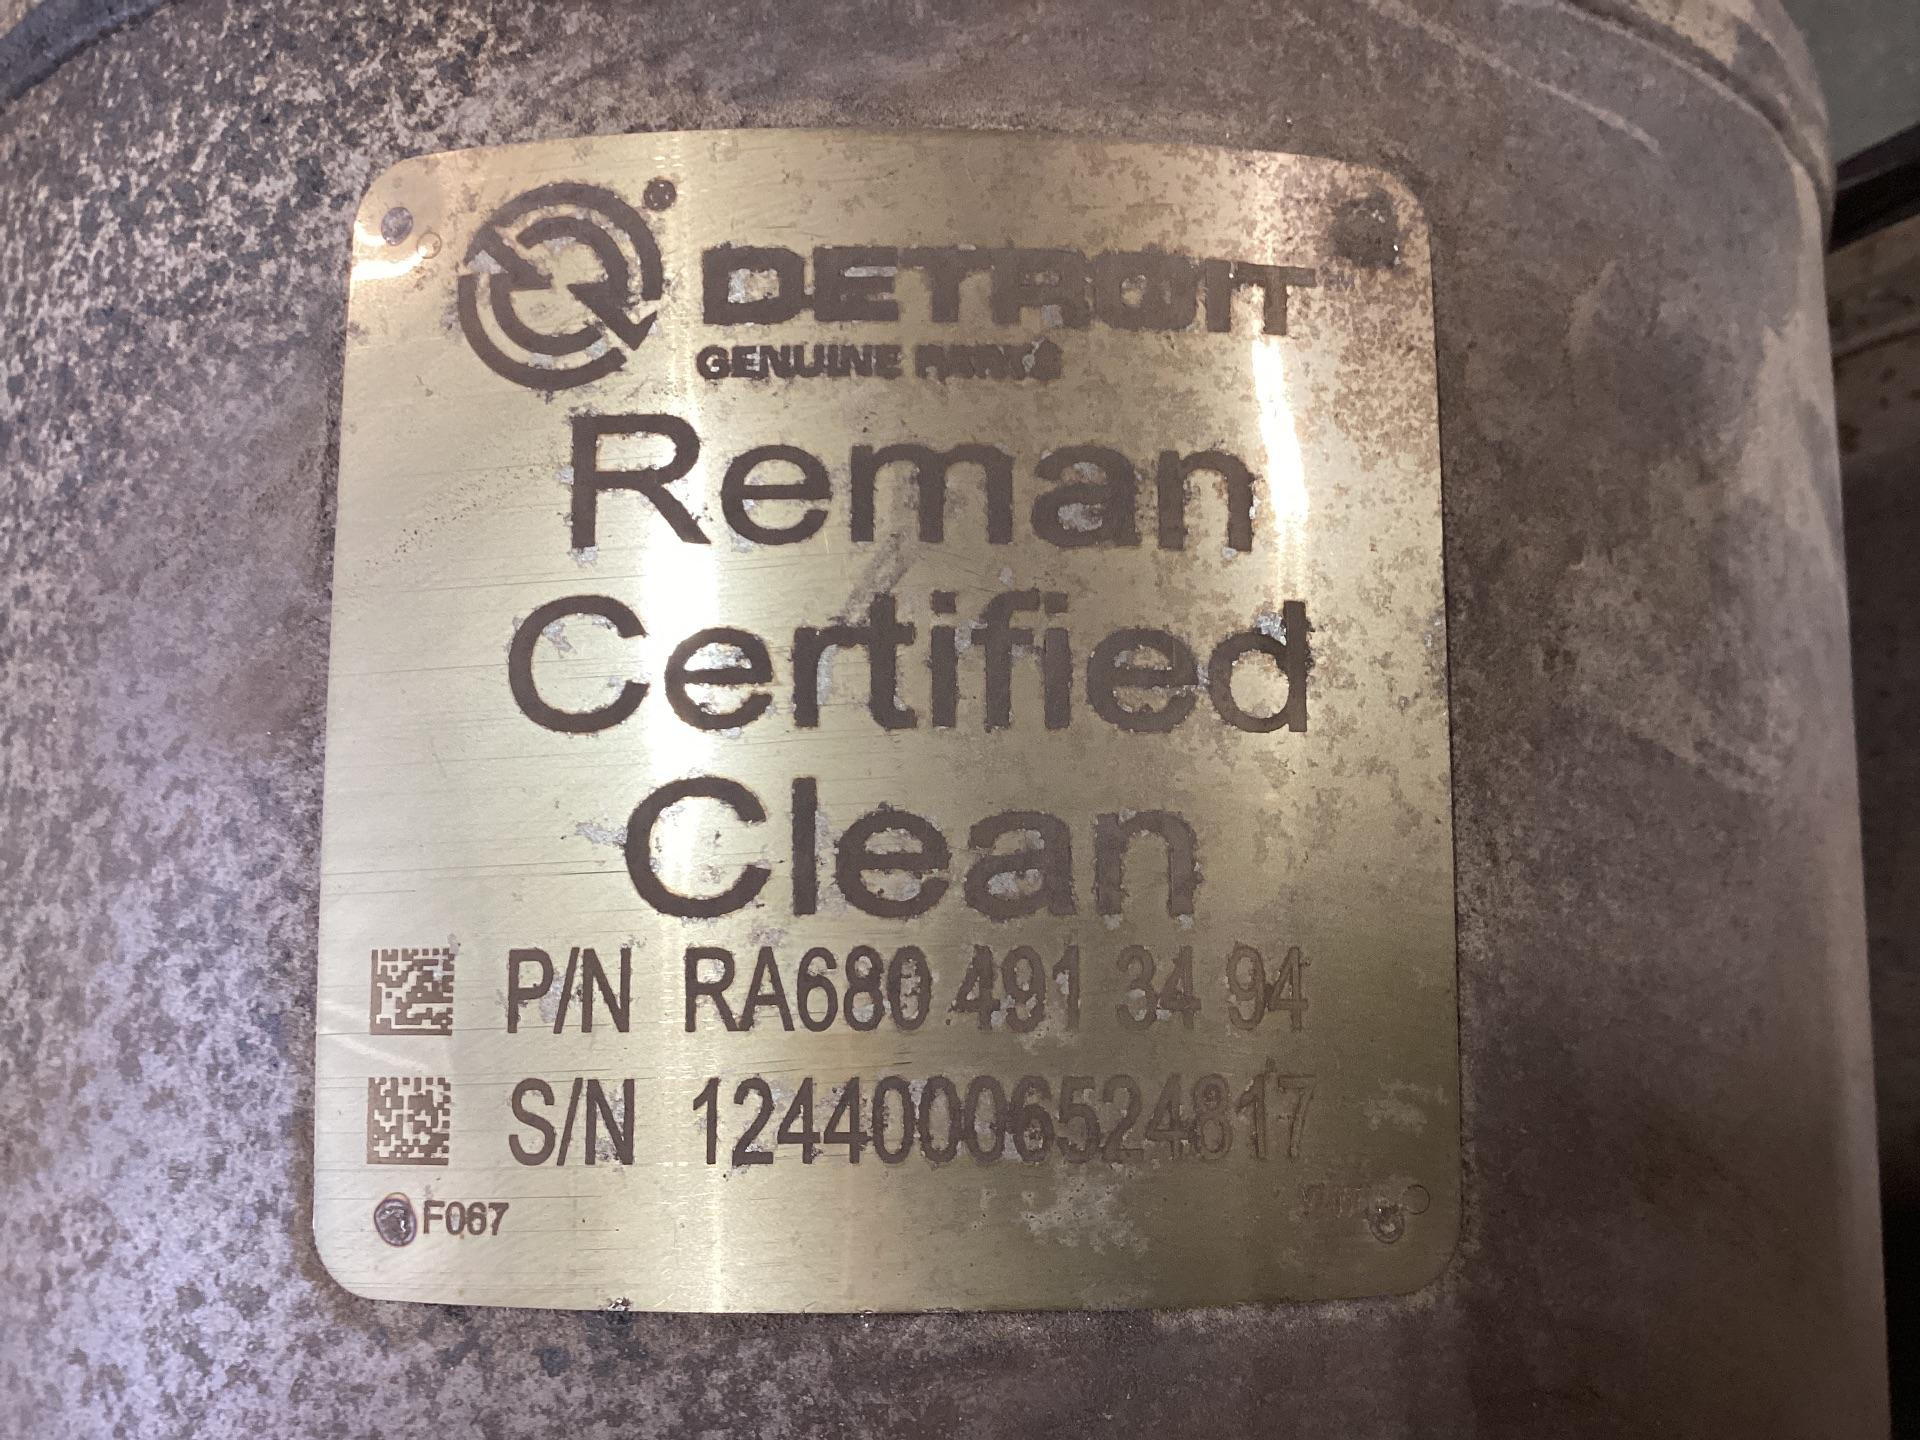 DETROIT
GENUINE PARTS
Reman
Certified
Clean
P/N RA680 491 34 94
S/N 12440006524817
F067